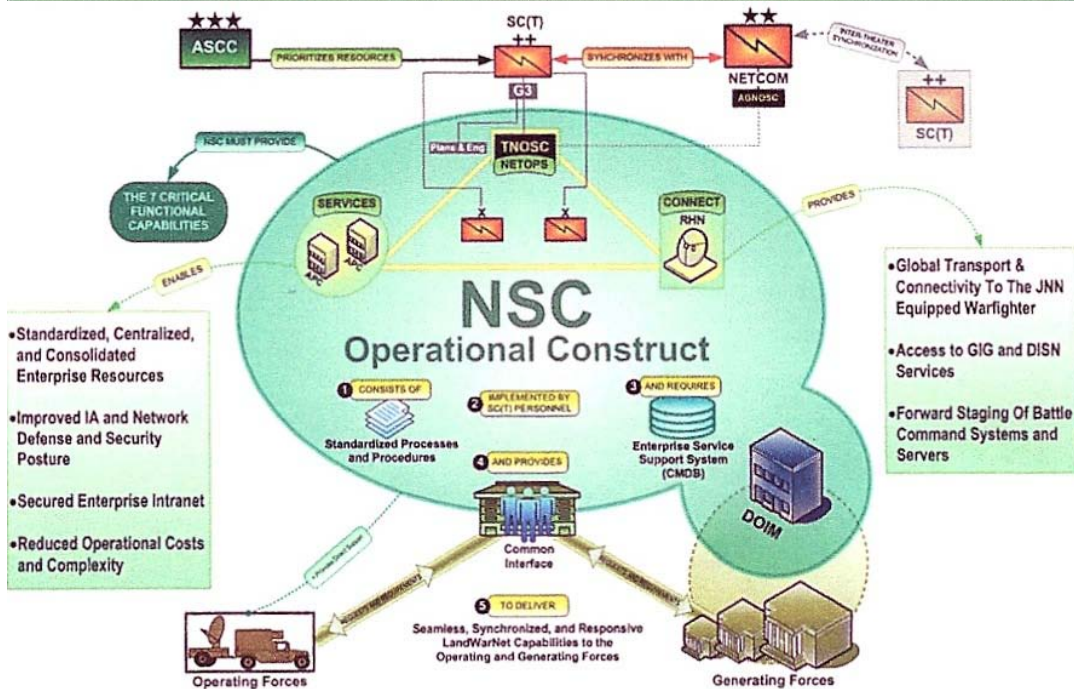 SC(T)
++
ASCC
PRIORITIZES RESOURCES
SYNCHRONIZES WITH
NETCOM
AGNOSC
INTER-THEATER
SYNCHRONIZATION
++
SC(T)
G3
Plans & Eng
TNOSC
NETOPS
NSC MUST PROVIDE
THE 7 CRITICAL
FUNCTIONAL
CAPABILITIES
SERVICES
APC
APC
X
X
CONNECT
RHN
PROVIDES
ENABLES
•Standardized, Centralized,
and Consolidated
Enterprise Resources
•Improved IA and Network
Defense and Security
Posture
•Secured Enterprise Intranet
•Reduced Operational Costs
and Complexity
•Global Transport &
Connectivity To The JNN
Equipped Warfighter
•Access to GIG and DISN
Services
•Forward Staging Of Battle
Command Systems and
Servers
NSC
Operational Construct
1 CONSISTS OF
Standardized Processes
and Procedures
2 IMPLEMENTED BY
SC(T) PERSONNEL
3 AND REQUIRES
Enterprise Service
Support System
(CMDB)
4 AND PROVIDES
Common
Interface
DOIM
• Provides Direct Support
5 TO DELIVER
Seamless, Synchronized, and Responsive
LandWarNet Capabilities to the
Operating and Generating Forces
Operating Forces
Generating Forces